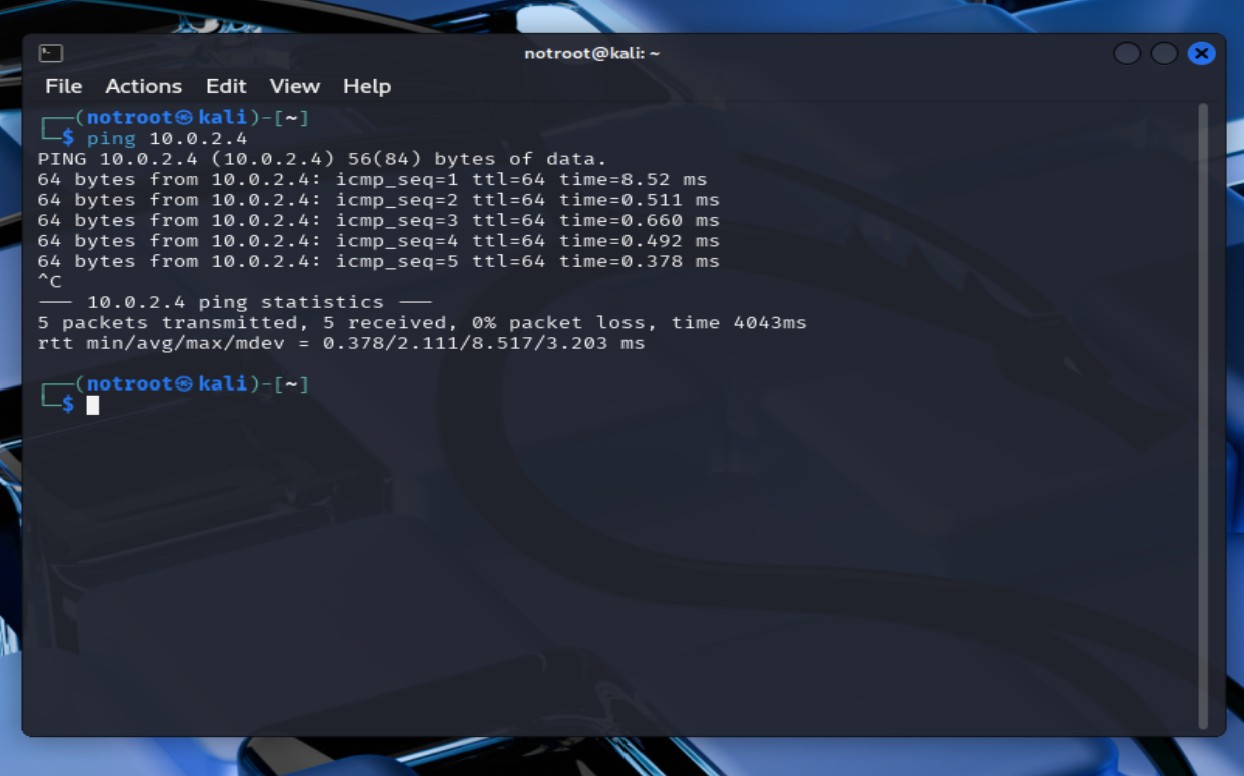 notroot@kali: ~
File Actions Edit View Help
┌──(notroot㉿kali)-[~]
└─$ ping 10.0.2.4
PING 10.0.2.4 (10.0.2.4) 56(84) bytes of data.
64 bytes from 10.0.2.4: icmp_seq=1 ttl=64 time=8.52 ms
64 bytes from 10.0.2.4: icmp_seq=2 ttl=64 time=0.511 ms
64 bytes from 10.0.2.4: icmp_seq=3 ttl=64 time=0.660 ms
64 bytes from 10.0.2.4: icmp_seq=4 ttl=64 time=0.492 ms
64 bytes from 10.0.2.4: icmp_seq=5 ttl=64 time=0.378 ms
^C
--- 10.0.2.4 ping statistics ---
5 packets transmitted, 5 received, 0% packet loss, time 4043ms
rtt min/avg/max/mdev = 0.378/2.111/8.517/3.203 ms
┌──(notroot㉿kali)-[~]
└─$